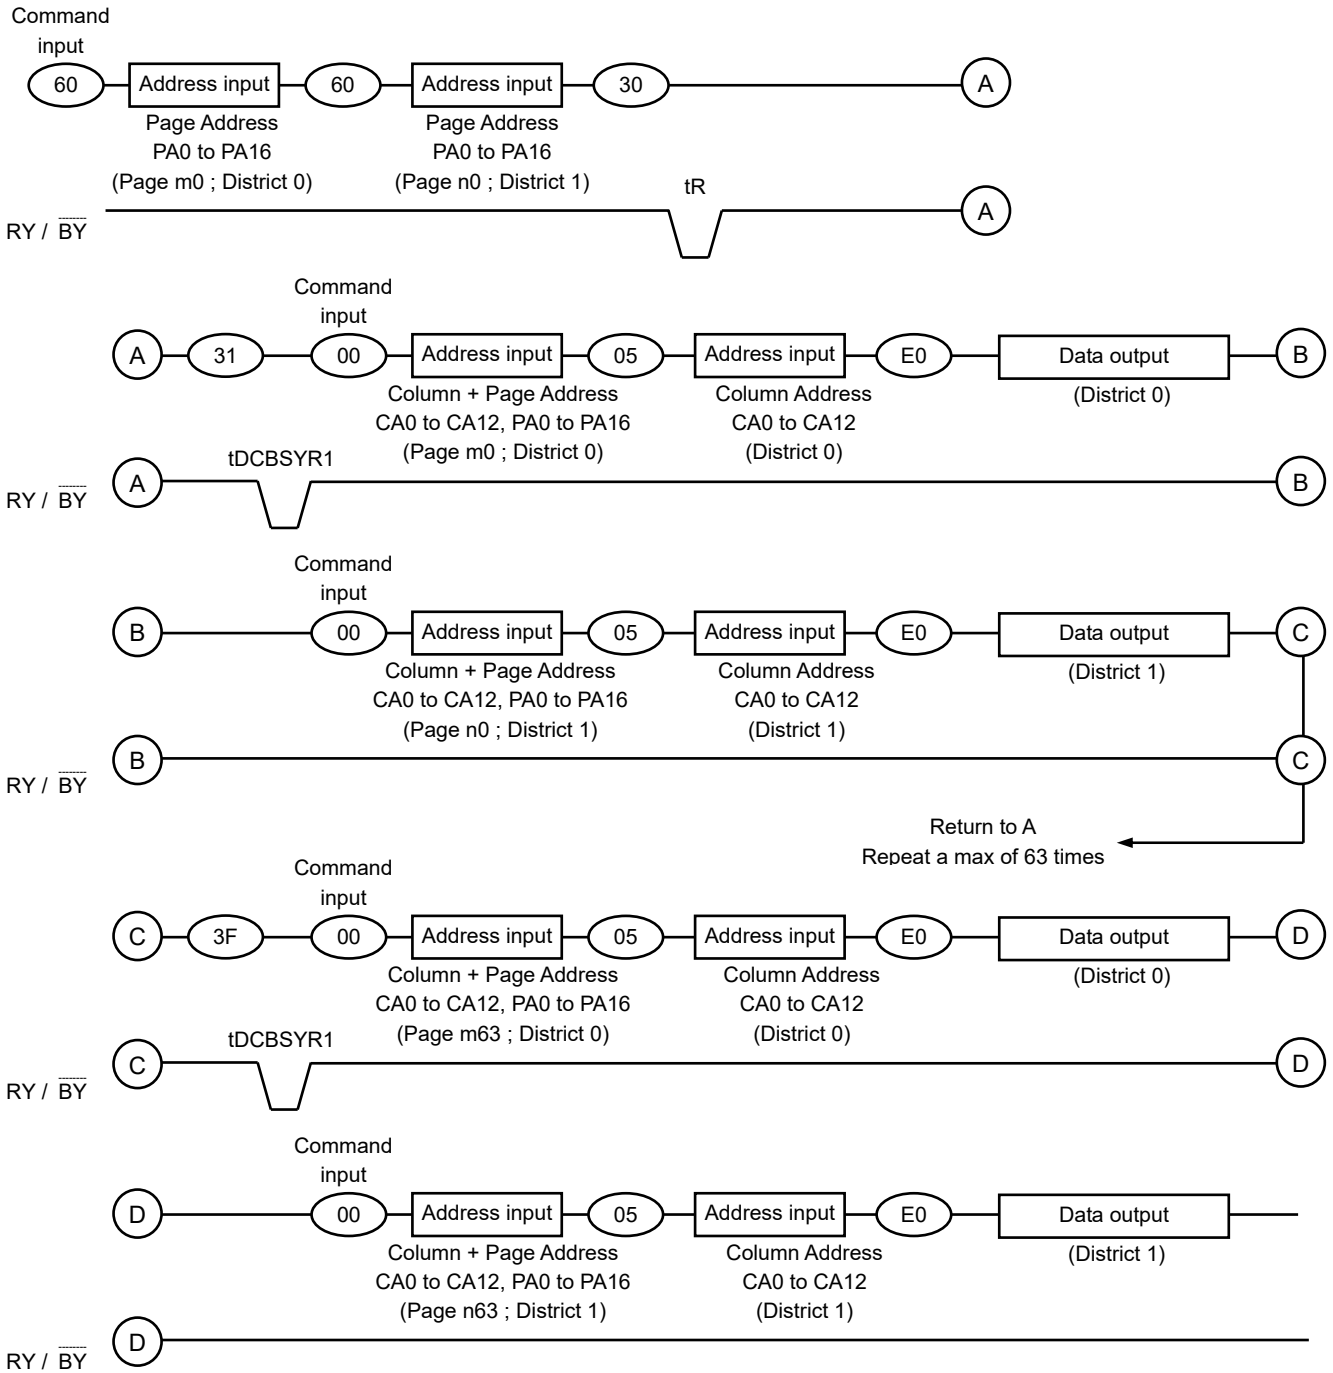 Command
input
60 Address input 60 Address input 30 A
Page Address Page Address
PA0 to PA16 PA0 to PA16
(Page m0 ; District 0) (Page n0 ; District 1)
tR
A
RY / BY
Command
input
A 31 00 Address input 05 Address input E0 Data output B
Column + Page Address Column Address (District 0)
CA0 to CA12, PA0 to PA16 CA0 to CA12
(Page m0 ; District 0) (District 0)
tDCBSYR1
A B
RY / BY
Command
input
B 00 Address input 05 Address input E0 Data output C
Column + Page Address Column Address (District 1)
CA0 to CA12, PA0 to PA16 CA0 to CA12
(Page n0 ; District 1) (District 1)
B C
RY / BY
Return to A
Repeat a max of 63 times
Command
input
C 3F 00 Address input 05 Address input E0 Data output D
Column + Page Address Column Address (District 0)
CA0 to CA12, PA0 to PA16 CA0 to CA12
(Page m63 ; District 0) (District 0)
tDCBSYR1
C D
RY / BY
Command
input
D 00 Address input 05 Address input E0 Data output
Column + Page Address Column Address (District 1)
CA0 to CA12, PA0 to PA16 CA0 to CA12
(Page n63 ; District 1) (District 1)
D
RY / BY